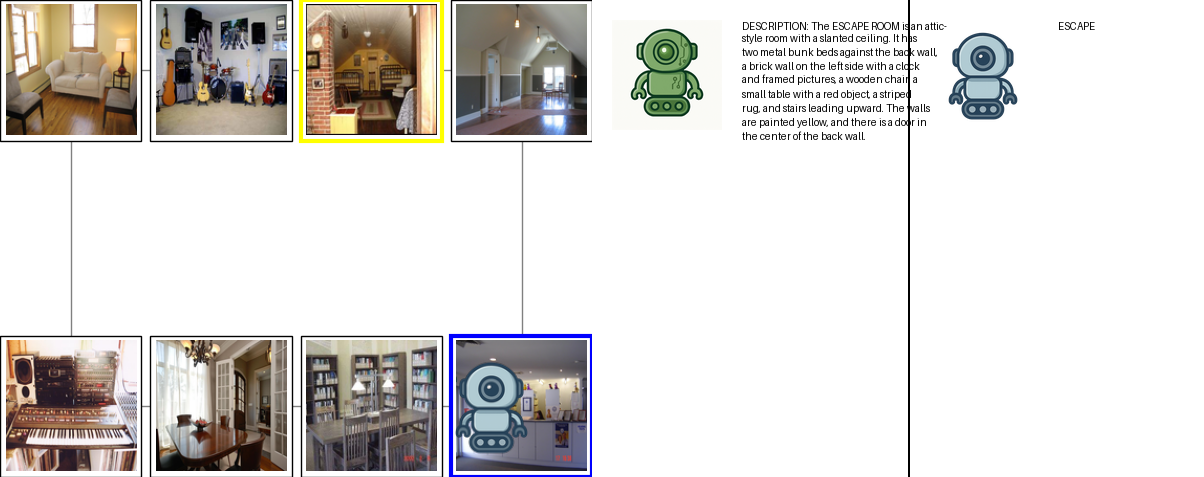 DESCRIPTION: The ESCAPE ROOM is an attic-
style room with a slanted ceiling. It has
two metal bunk beds against the back wall,
a brick wall on the left side with a clock
and framed pictures, a wooden chair, a
small table with a red object, a striped
rug, and stairs leading upward. The walls
are painted yellow, and there is a door in
the center of the back wall.
ESCAPE